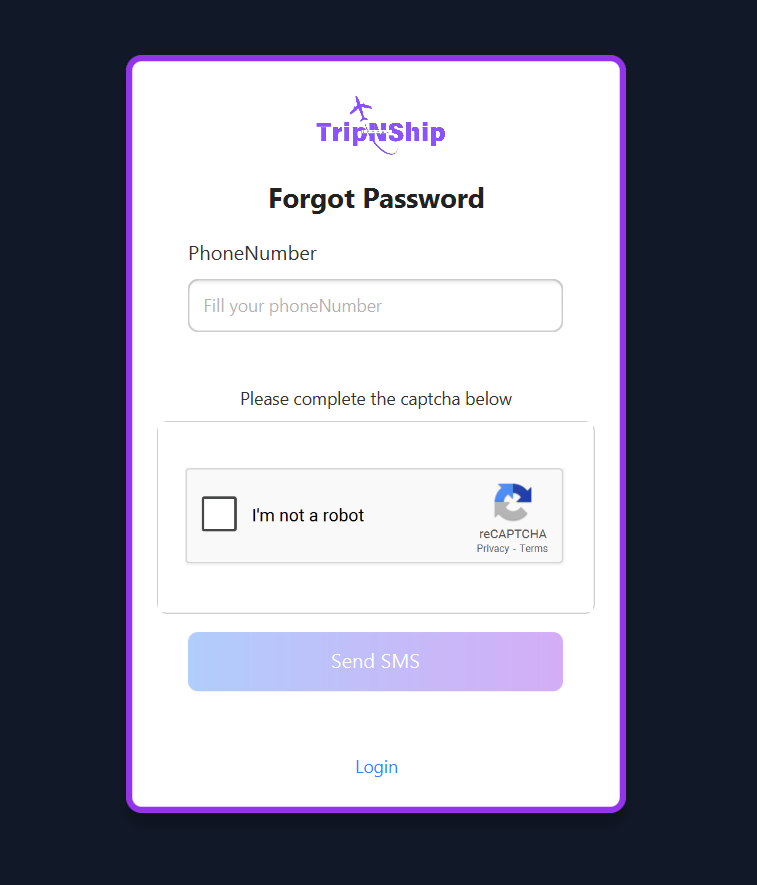 TripNShip
Forgot Password
PhoneNumber
Fill your phoneNumber
Please complete the captcha below
I'm not a robot
reCAPTCHA
Privacy - Terms
Send SMS
Login